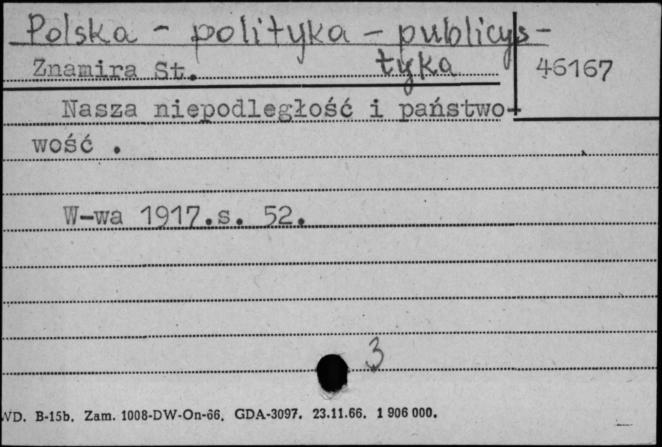 Polska - polityka - publicys-
tyka
Znamira St. 46167
Nasza niepodległość i państwo-
wość .
W-wa 1917.s. 52.
3
WD. B-15b. Zam. 1008-DW-On-66. GDA-3097. 23.11.66. 1 906 000.